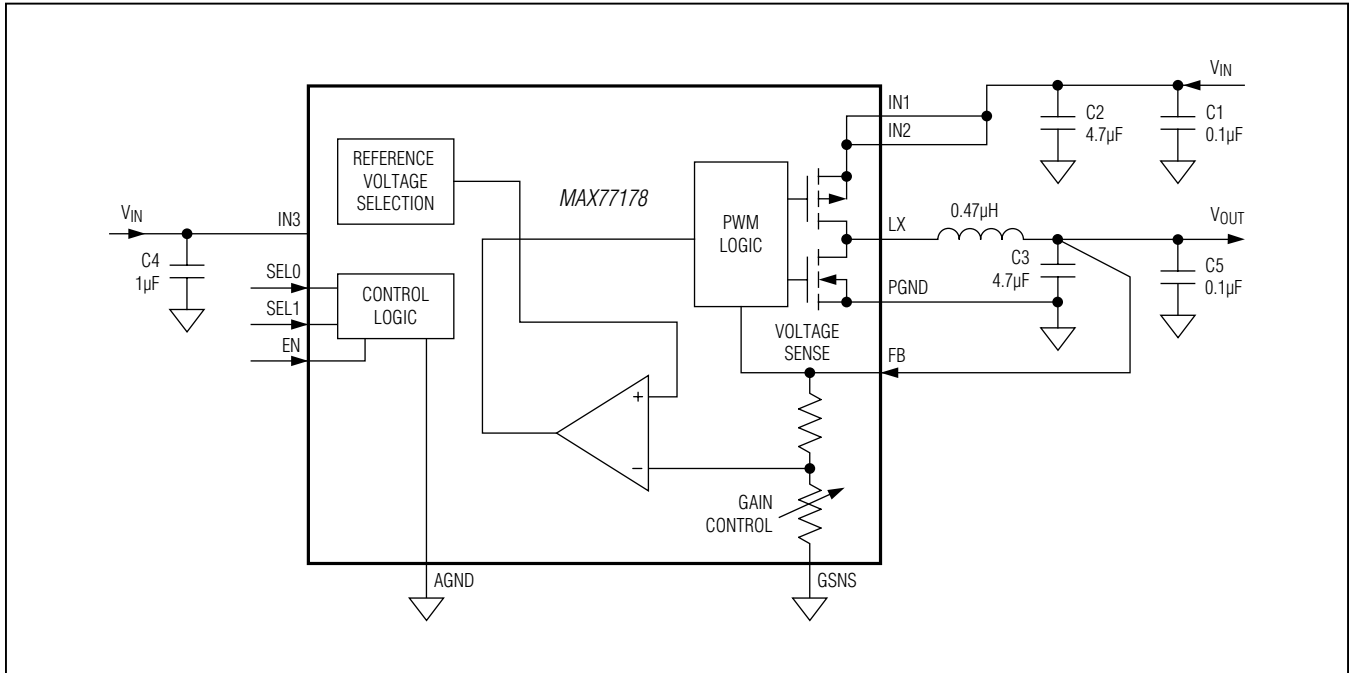 VIN
IN1
IN2
C2
4.7µF
C1
0.1µF
REFERENCE
VOLTAGE
SELECTION
MAX77178
PWM
LOGIC
VIN
IN3
C4
1µF
LX
0.47µH
VOUT
C3
4.7µF
C5
0.1µF
SEL0
SEL1
EN
CONTROL
LOGIC
PGND
VOLTAGE
SENSE
FB
+
−
GAIN
CONTROL
AGND
GSNS